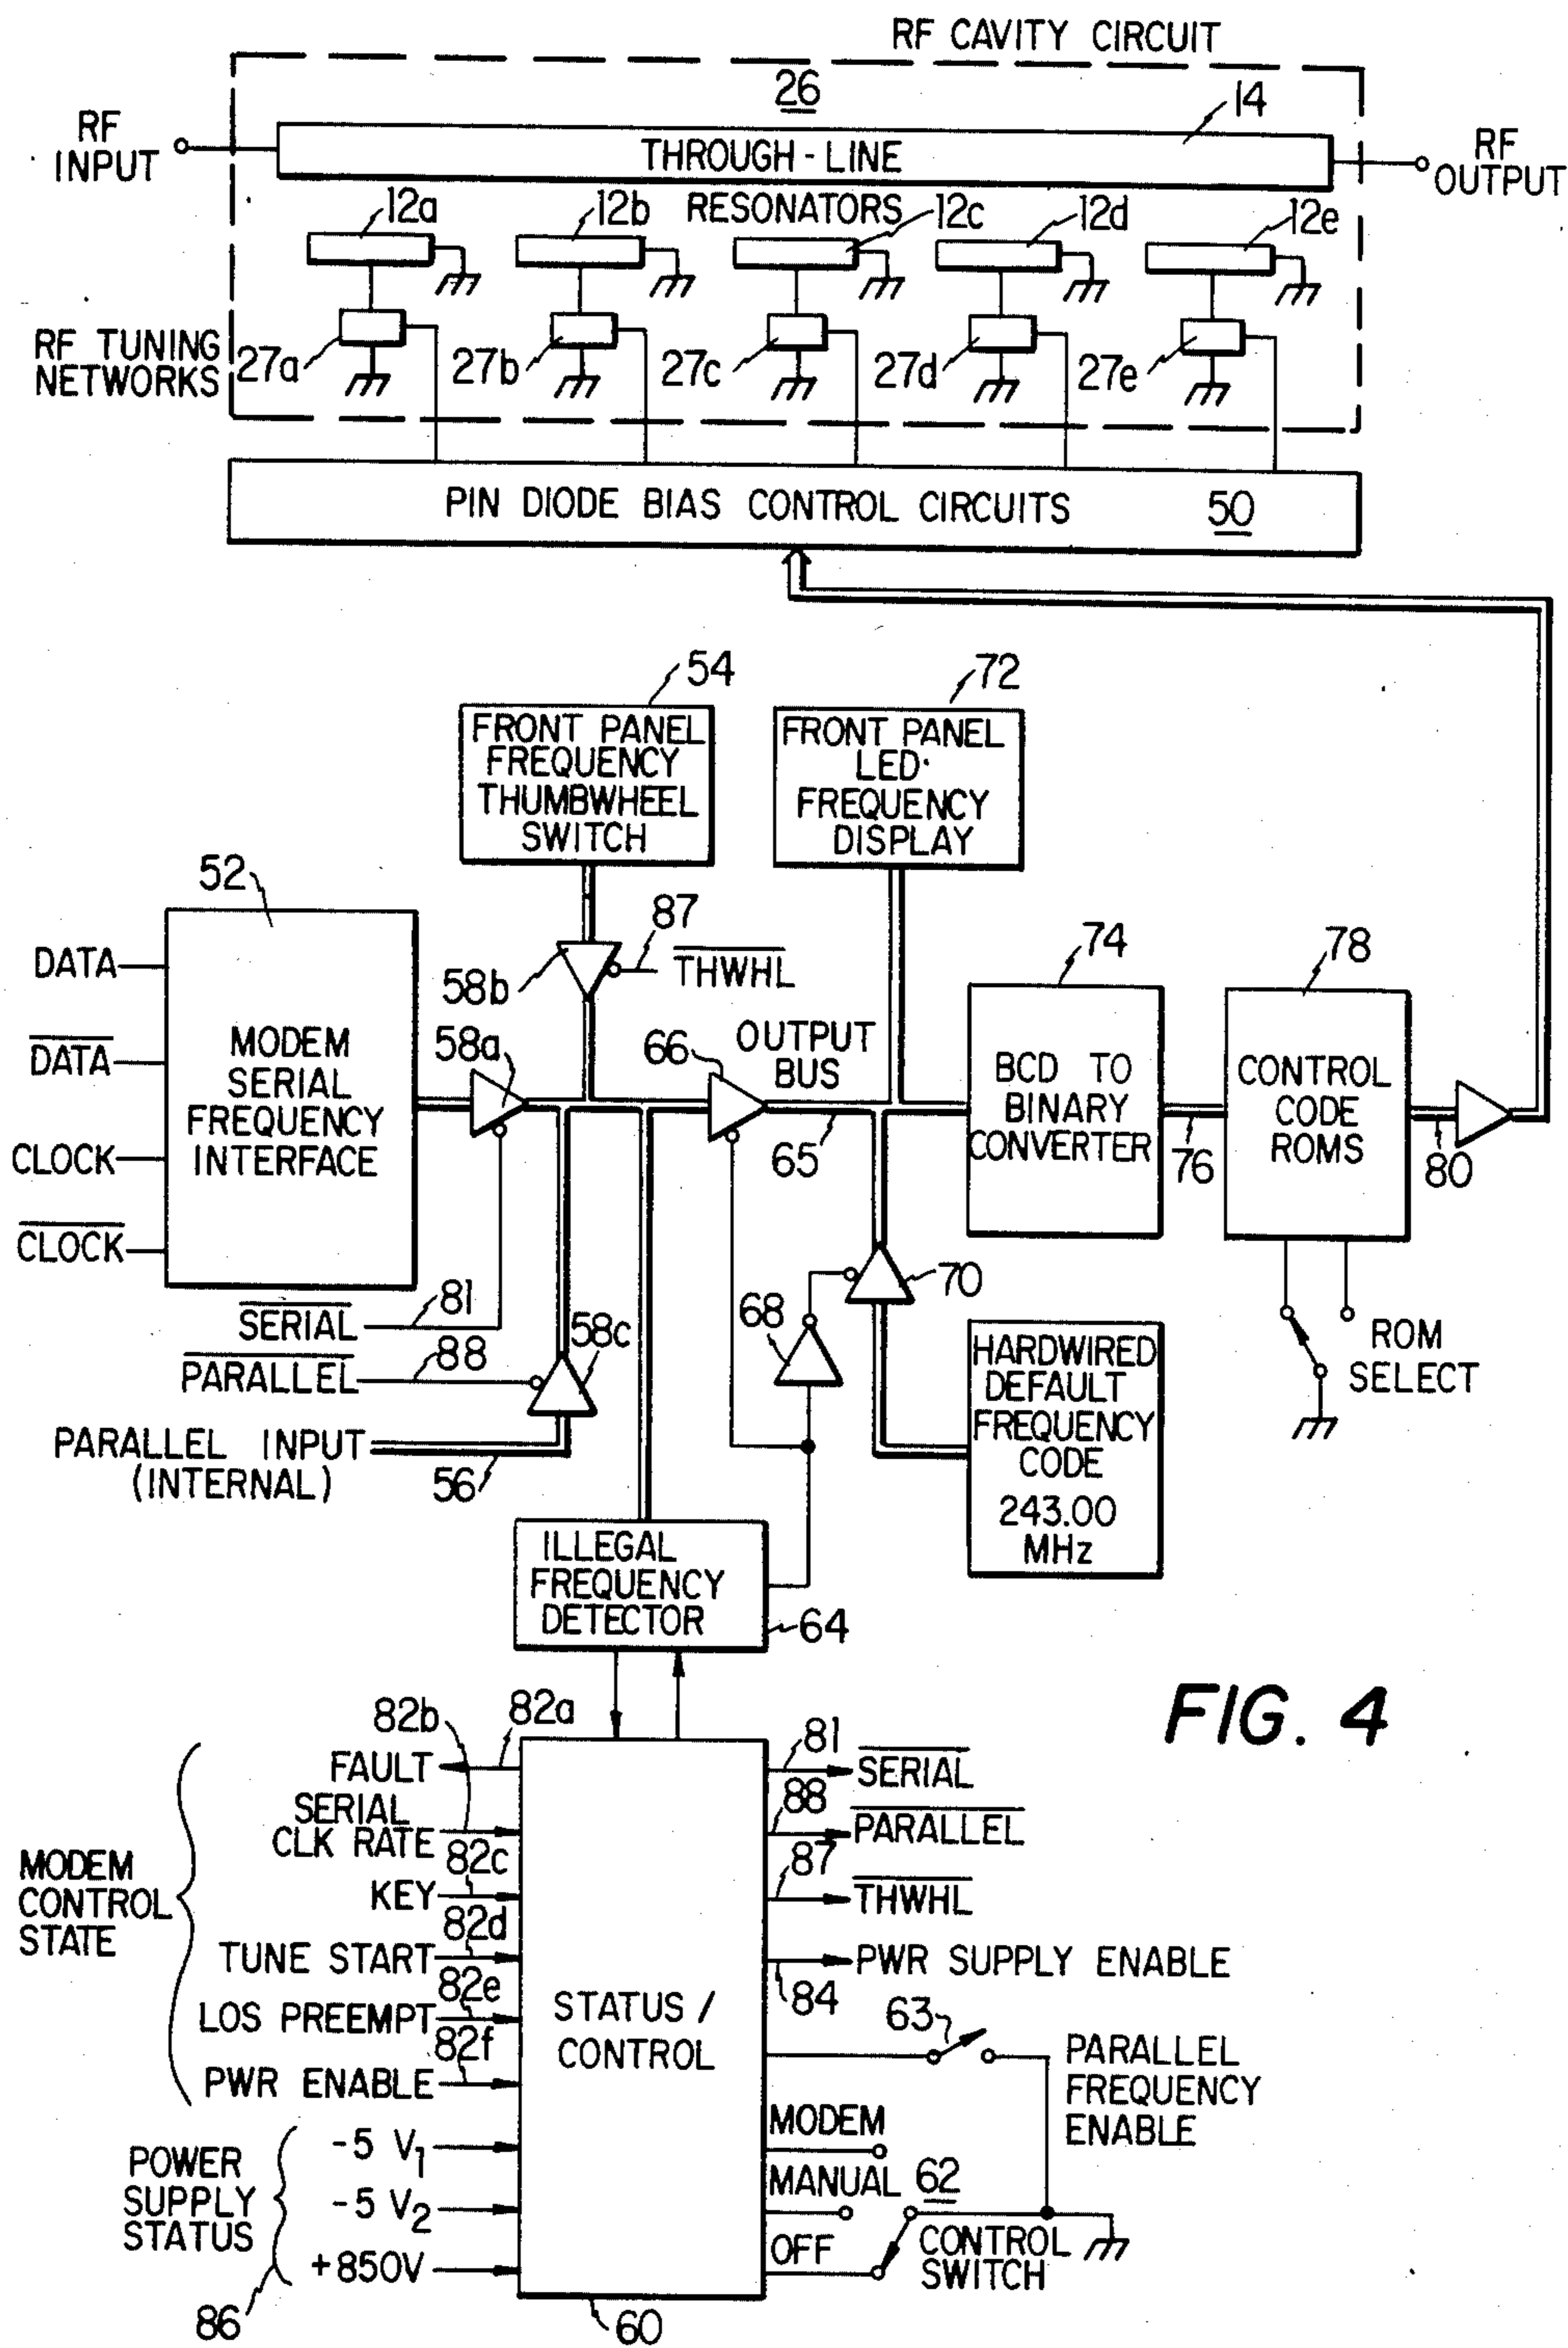 RF CAVITY CIRCUIT
26
14
RF
INPUT
THROUGH-LINE
RF
OUTPUT
12a
12b
RESONATORS
12c
12d
12e
RF TUNING
NETWORKS
27a
27b
27c
27d
27e
PIN DIODE BIAS CONTROL CIRCUITS 50
54
72
FRONT PANEL
FREQUENCY
THUMBWHEEL
SWITCH
FRONT PANEL
LED
FREQUENCY
DISPLAY
52
87
THWHL
58b
74
78
DATA
DATA
CLOCK
CLOCK
MODEM
SERIAL
FREQUENCY
INTERFACE
58a
66
OUTPUT
BUS
65
BCD TO
BINARY
CONVERTER
76
CONTROL
CODE
ROMS
80
SERIAL
81
PARALLEL
88
58c
68
70
ROM
SELECT
PARALLEL INPUT
(INTERNAL)
56
HARDWIRED
DEFAULT
FREQUENCY
CODE
243.00
MHz
ILLEGAL
FREQUENCY
DETECTOR
64
FIG. 4
82b
82a
MODEM
CONTROL
STATE
FAULT
SERIAL
CLK RATE
82c
KEY
82d
TUNE START
82e
LOS PREEMPT
82f
PWR ENABLE
POWER
SUPPLY
STATUS
-5 V1
-5 V2
+850V
86
STATUS /
CONTROL
60
81
SERIAL
88
PARALLEL
87
THWHL
PWR SUPPLY ENABLE
84
63
PARALLEL
FREQUENCY
ENABLE
MODEM
MANUAL
62
OFF
CONTROL
SWITCH